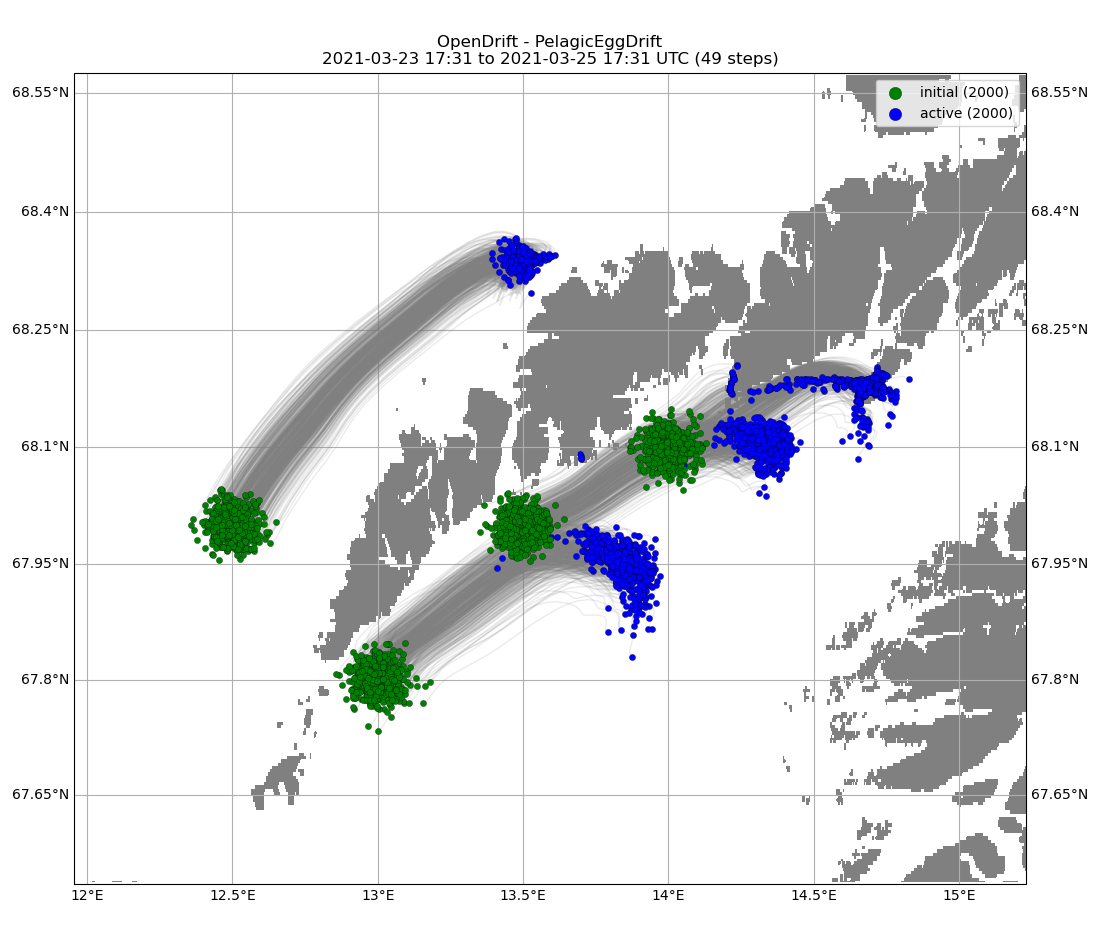 OpenDrift - PelagicEggDrift
2021-03-23 17:31 to 2021-03-25 17:31 UTC (49 steps)
initial (2000)
active (2000)
68.55°N
68.55°N
68.4°N
68.4°N
68.25°N
68.25°N
68.1°N
68.1°N
67.95°N
67.95°N
67.8°N
67.8°N
67.65°N
67.65°N
12°E
12.5°E
13°E
13.5°E
14°E
14.5°E
15°E